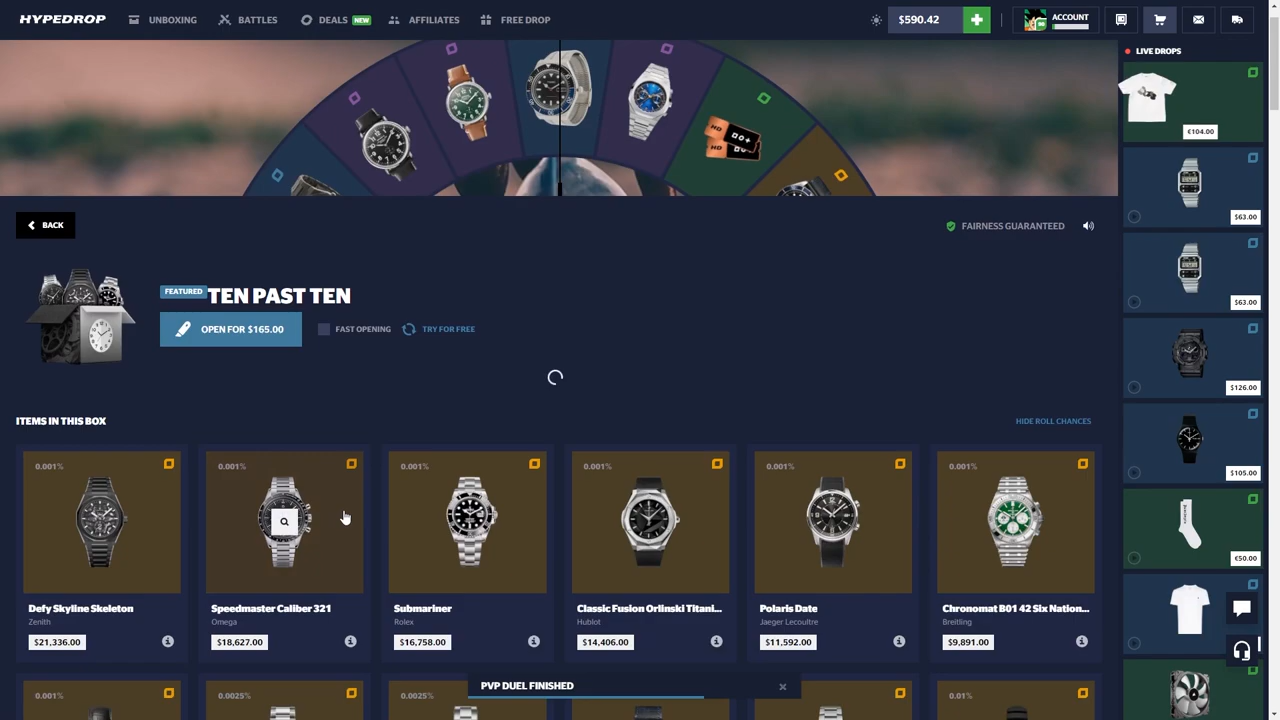 HYPEDROP
UNBOXING
BATTLES
DEALS NEW
AFFILIATES
FREE DROP
$590.42
ACCOUNT
LIVE DROPS
HD
HD
€104.00
$63.00
$63.00
$126.00
$105.00
€50.00
BACK
FAIRNESS GUARANTEED
FEATURED TEN PAST TEN
OPEN FOR $165.00
FAST OPENING
TRY FOR FREE
ITEMS IN THIS BOX
HIDE ROLL CHANCES
0.001%
0.001%
0.001%
0.001%
0.001%
0.001%
Defy Skyline Skeleton
Zenith
$21,336.00
Speedmaster Caliber 321
Omega
$18,627.00
Submariner
Rolex
$16,758.00
Classic Fusion Orlinski Titani...
Hublot
$14,406.00
Polaris Date
Jaeger Lecoultre
$11,592.00
Chronomat B01 42 Six Nation...
Breitling
$9,891.00
0.001%
0.0025%
0.0025%
0.01%
PVP DUEL FINISHED